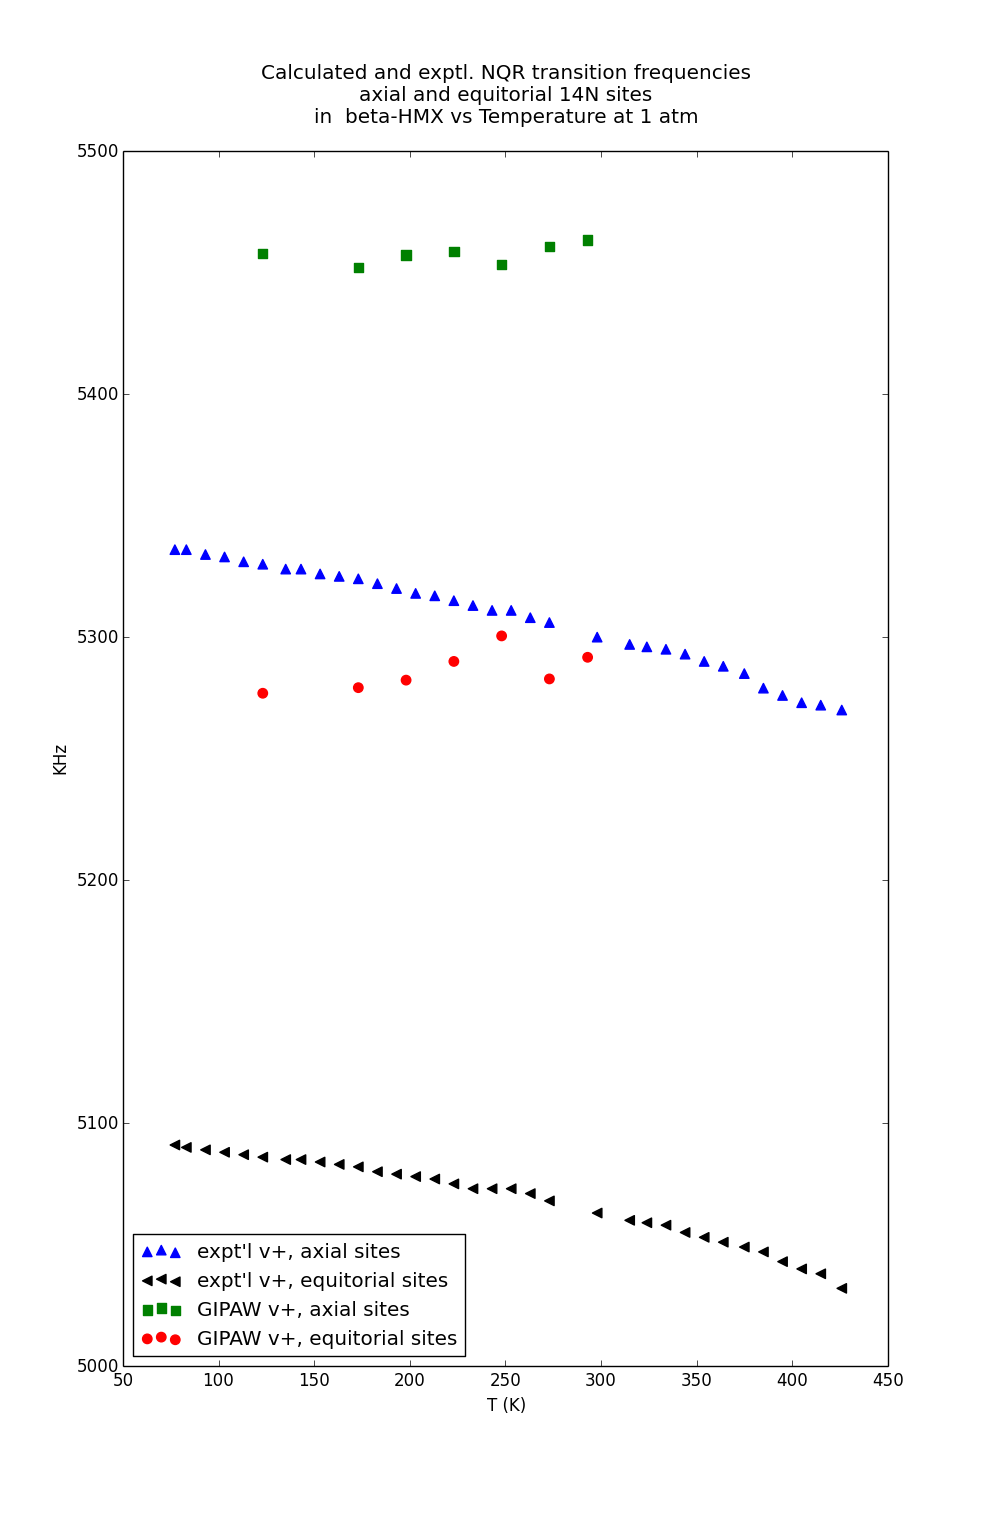 Calculated and exptl. NQR transition frequencies
axial and equitorial 14N sites
in  beta-HMX vs Temperature at 1 atm
5500
5400
5300
5200
5100
5000
KHz
expt'l v+, axial sites
expt'l v+, equitorial sites
GIPAW v+, axial sites
GIPAW v+, equitorial sites
50 100 150 200 250 300 350 400 450
T (K)